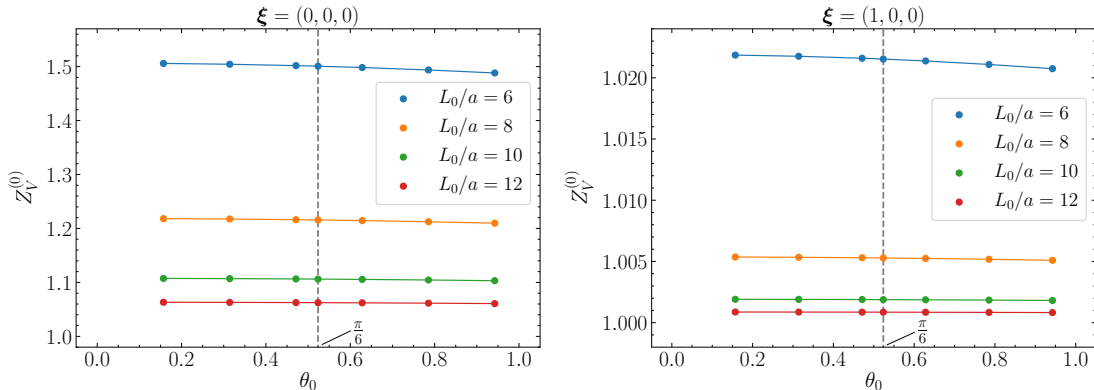 ξ = (0, 0, 0)
Z_V^{(0)}
1.5
1.4
1.3
1.2
1.1
1.0
L_0/a = 6
L_0/a = 8
L_0/a = 10
L_0/a = 12
π/6
0.0 0.2 0.4 0.6 0.8 1.0
θ_0
ξ = (1, 0, 0)
Z_V^{(0)}
1.020
1.015
1.010
1.005
1.000
L_0/a = 6
L_0/a = 8
L_0/a = 10
L_0/a = 12
π/6
0.0 0.2 0.4 0.6 0.8 1.0
θ_0